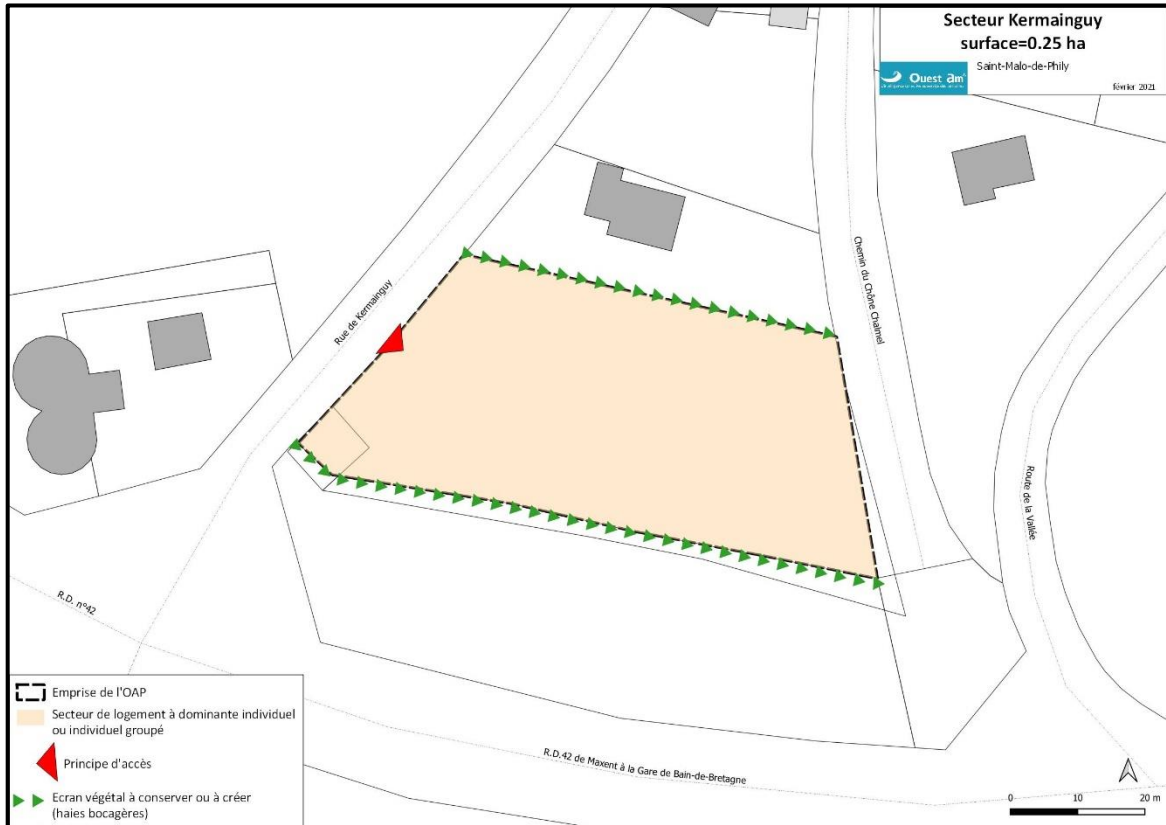 Secteur Kermainguy
surface=0.25 ha
Saint-Malo-de-Phily
Ouest am'
février 2021
Rue de Kermainguy
Chemin du Chône Chalmel
Route de la Vallée
R.D. n°42
R.D.42 de Maxent à la Gare de Bain-de-Bretagne
Emprise de l'OAP
Secteur de logement à dominante individuel
ou individuel groupé
Principe d'accès
Ecran végétal à conserver ou à créer
(haies bocagères)
0 10 20 m